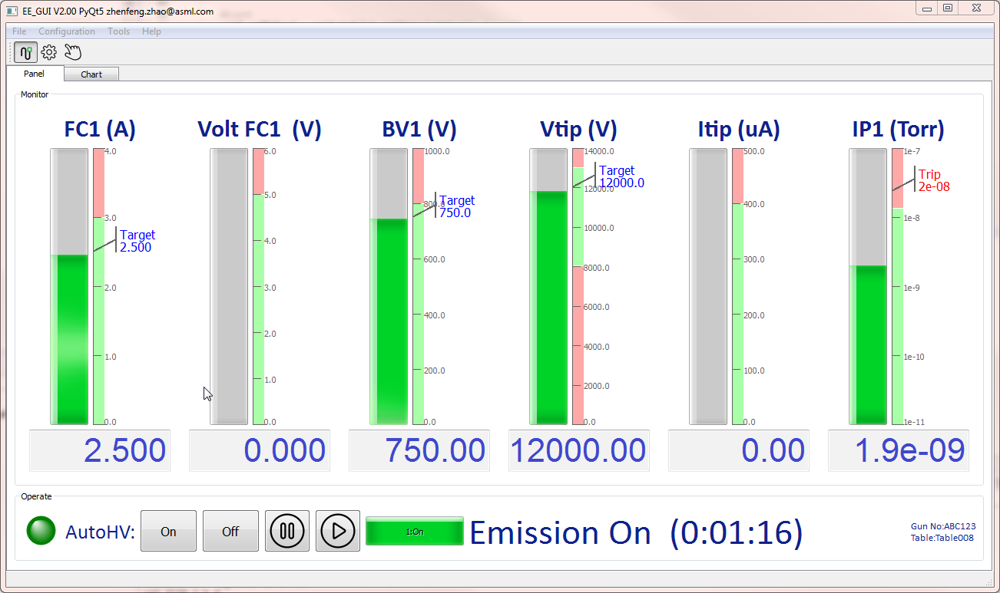 EE_GUI V2.00 PyQt5 zhenfeng.zhao@asml.com
File Configuration Tools Help
Panel Chart
Monitor
FC1 (A) Volt FC1 (V) BV1 (V) Vtip (V) Itip (uA) IP1 (Torr)
4.0
3.0
2.0
1.0
0.0
Target
2.500
6.0
5.0
4.0
3.0
2.0
1.0
0.0
1000.0
800.0
600.0
400.0
200.0
0.0
Target
750.0
14000.0
12000.0
10000.0
8000.0
6000.0
4000.0
2000.0
0.0
Target
12000.0
500.0
400.0
300.0
200.0
100.0
0.0
1e-7
1e-8
1e-9
1e-10
1e-11
Trip
2e-08
2.500 0.000 750.00 12000.00 0.00 1.9e-09
Operate
AutoHV: On Off 1:On Emission On (0:01:16)
Gun No:ABC123
Table:Table008